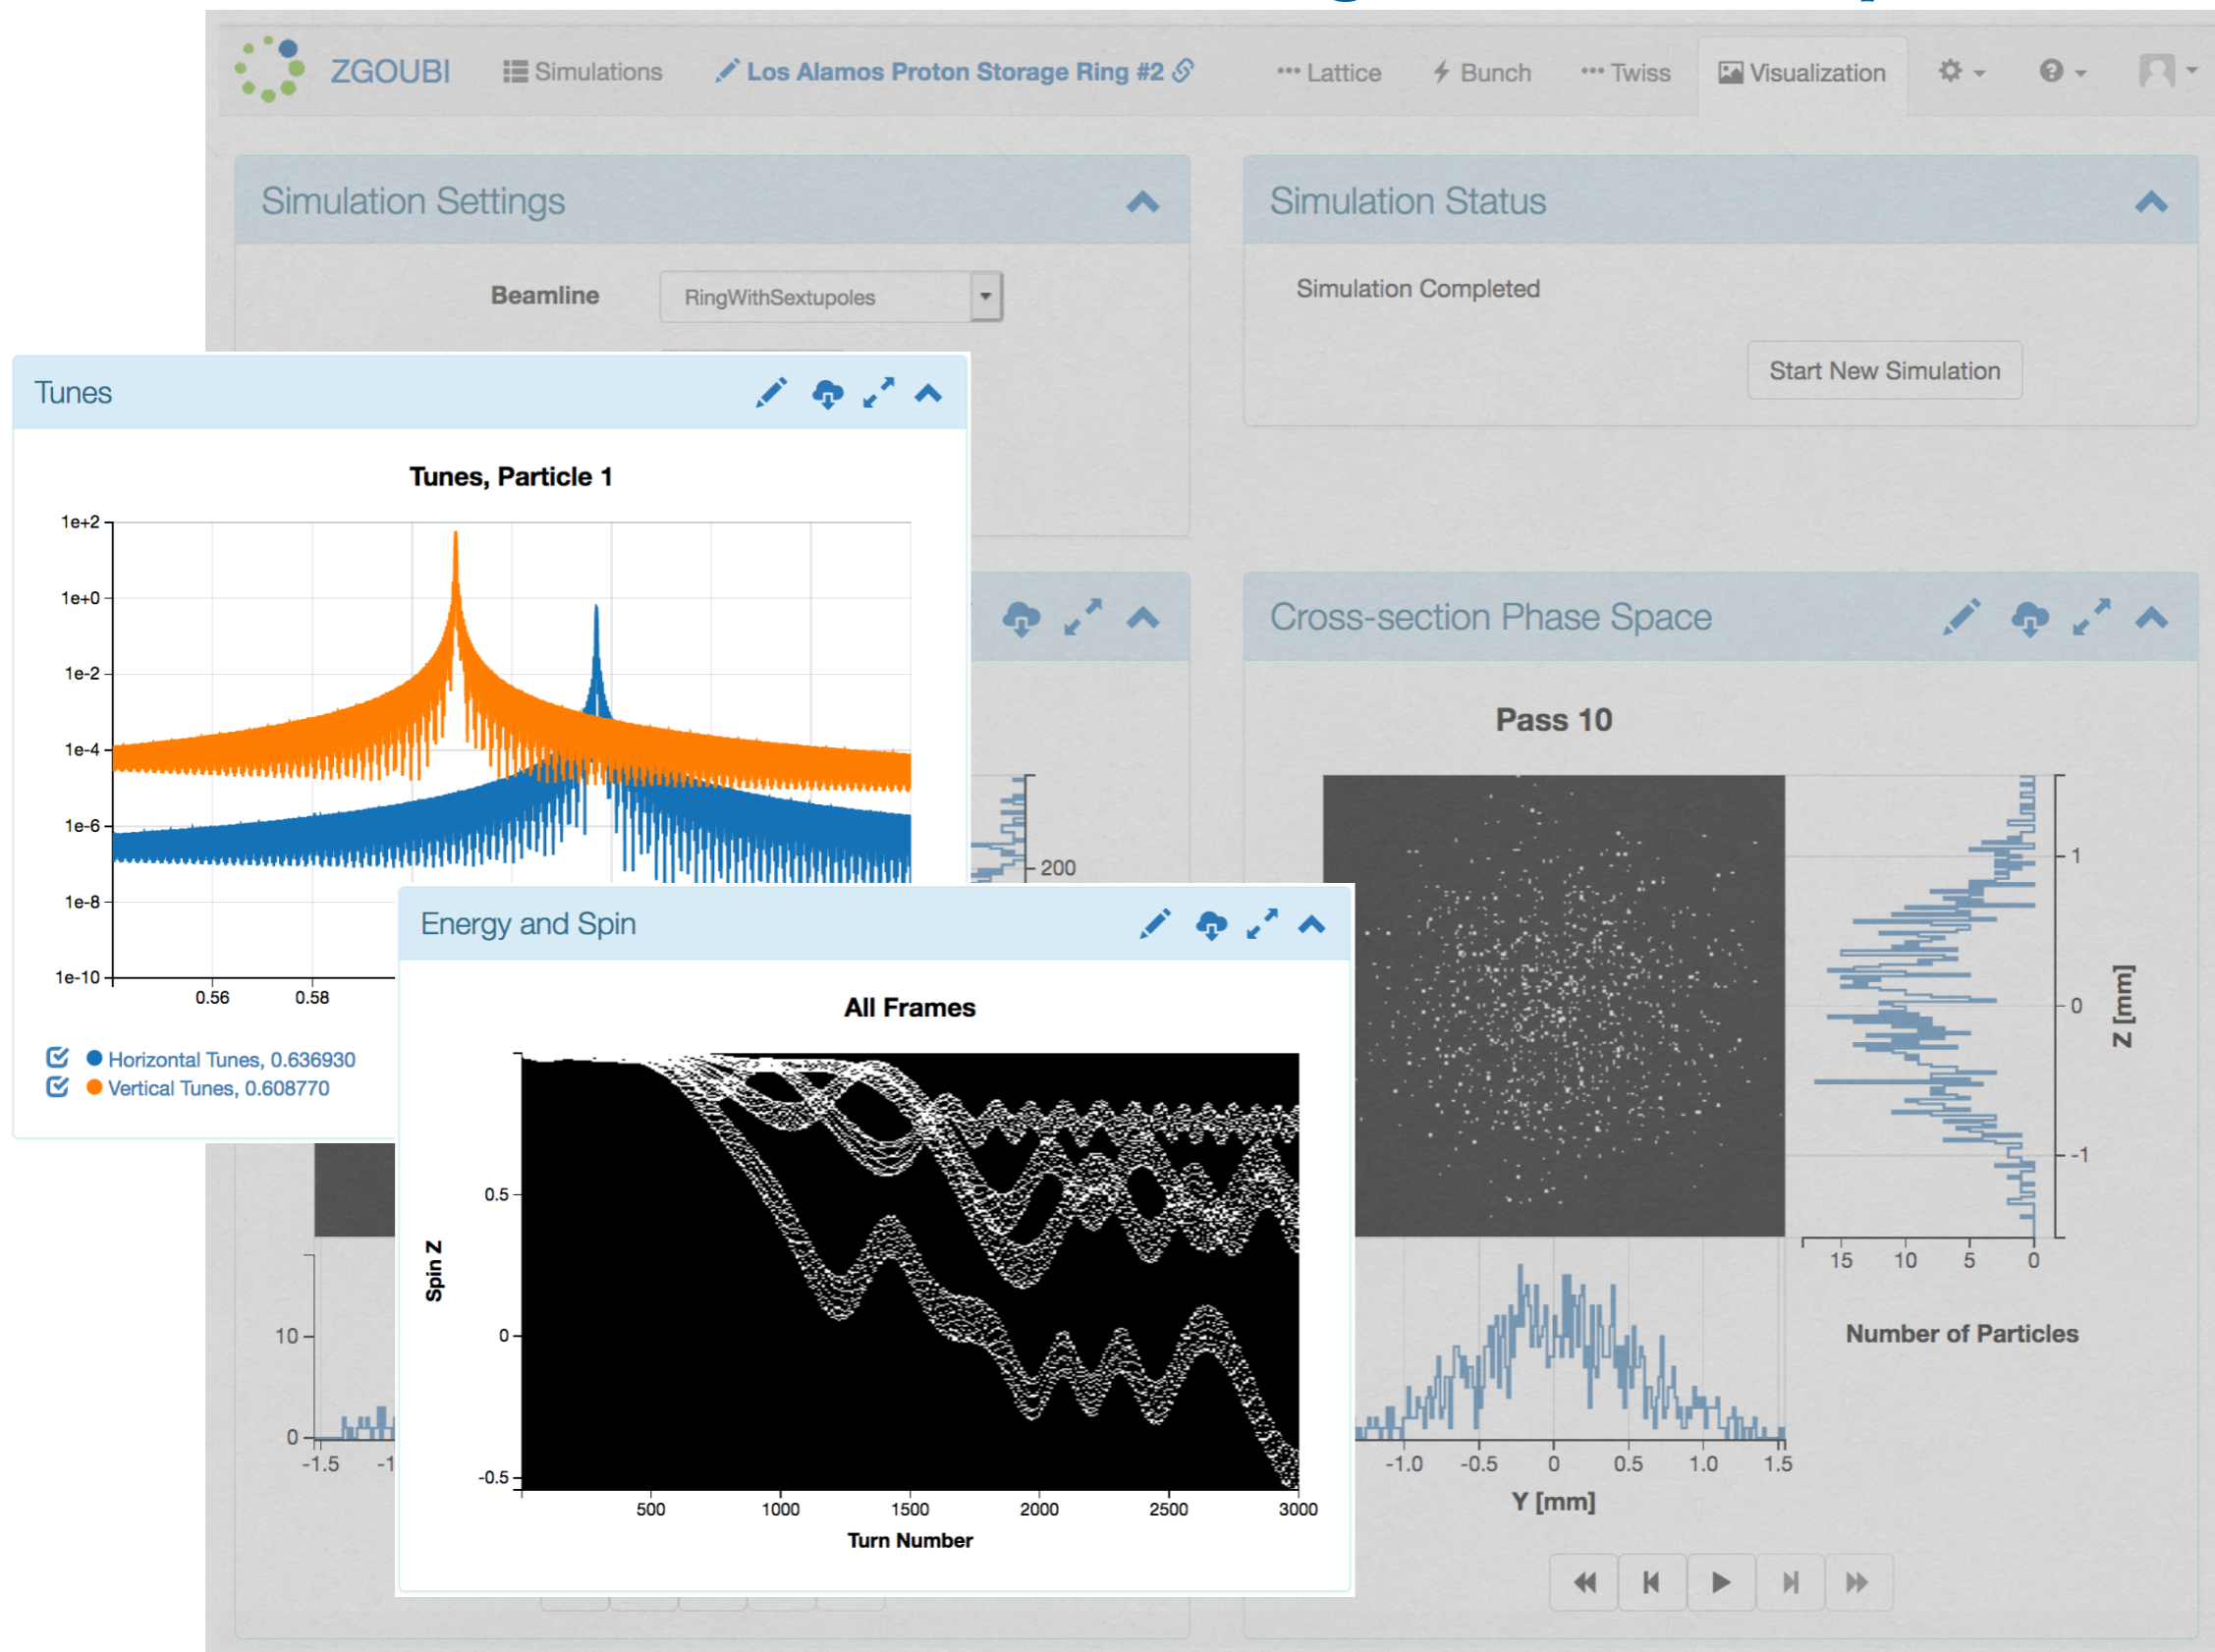 ZGOUBI Simulations Los Alamos Proton Storage Ring #2 Lattice Bunch Twiss Visualization
Simulation Settings
Beamline RingWithSextupoles
Simulation Status
Simulation Completed
Start New Simulation
Tunes
Tunes, Particle 1
1e+2
1e+0
1e-2
1e-4
1e-6
1e-8
1e-10
0.56 0.58
Horizontal Tunes, 0.636930
Vertical Tunes, 0.608770
200
10
0
-1.5 -1
Energy and Spin
All Frames
0.5
0
-0.5
Spin Z
500 1000 1500 2000 2500 3000
Turn Number
Cross-section Phase Space
Pass 10
1
0
-1
Z [mm]
15 10 5 0
Number of Particles
-1.0 -0.5 0 0.5 1.0 1.5
Y [mm]